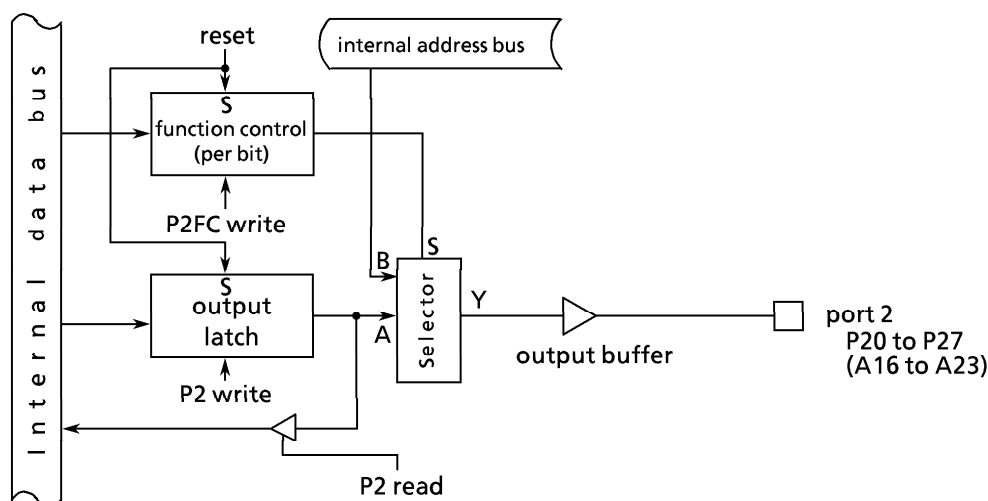 Internal data bus
reset
internal address bus
S
function control
(per bit)
P2FC write
S
output
latch
P2 write
B
S
A
Selector
Y
output buffer
port 2
P20 to P27
(A16 to A23)
P2 read